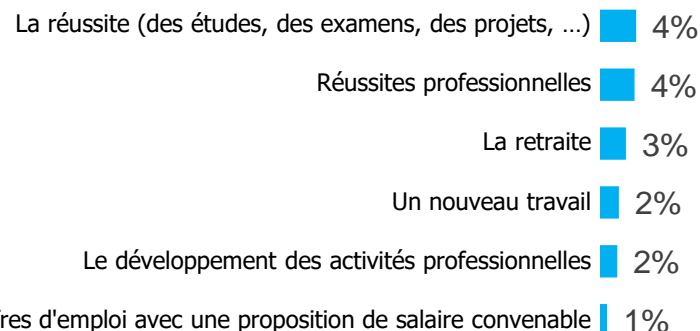 La réussite (des études, des examens, des projets, …) 4%
Réussites professionnelles 4%
La retraite 3%
Un nouveau travail 2%
Le développement des activités professionnelles 2%
d'emploi avec une proposition de salaire convenable 1%